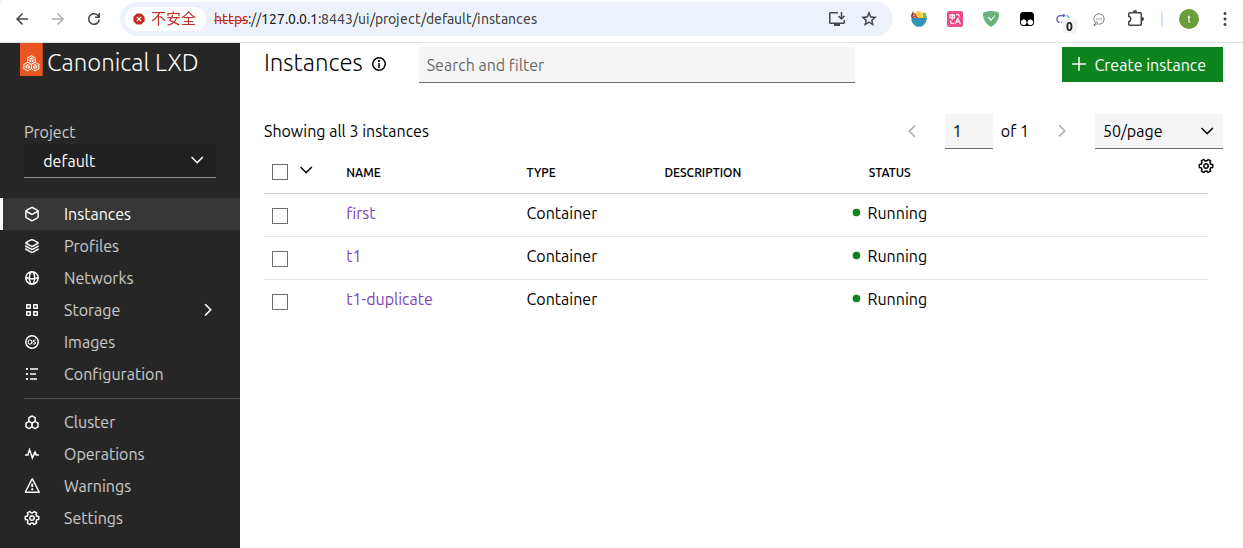 不安全 https://127.0.0.1:8443/ui/project/default/instances
0
t
Canonical LXD
Project
default
Instances
Profiles
Networks
Storage
Images
Configuration
Cluster
Operations
Warnings
Settings
Instances
Search and filter
Create instance
Showing all 3 instances
1 of 1
50/page
NAME TYPE DESCRIPTION STATUS
first Container Running
t1 Container Running
t1-duplicate Container Running